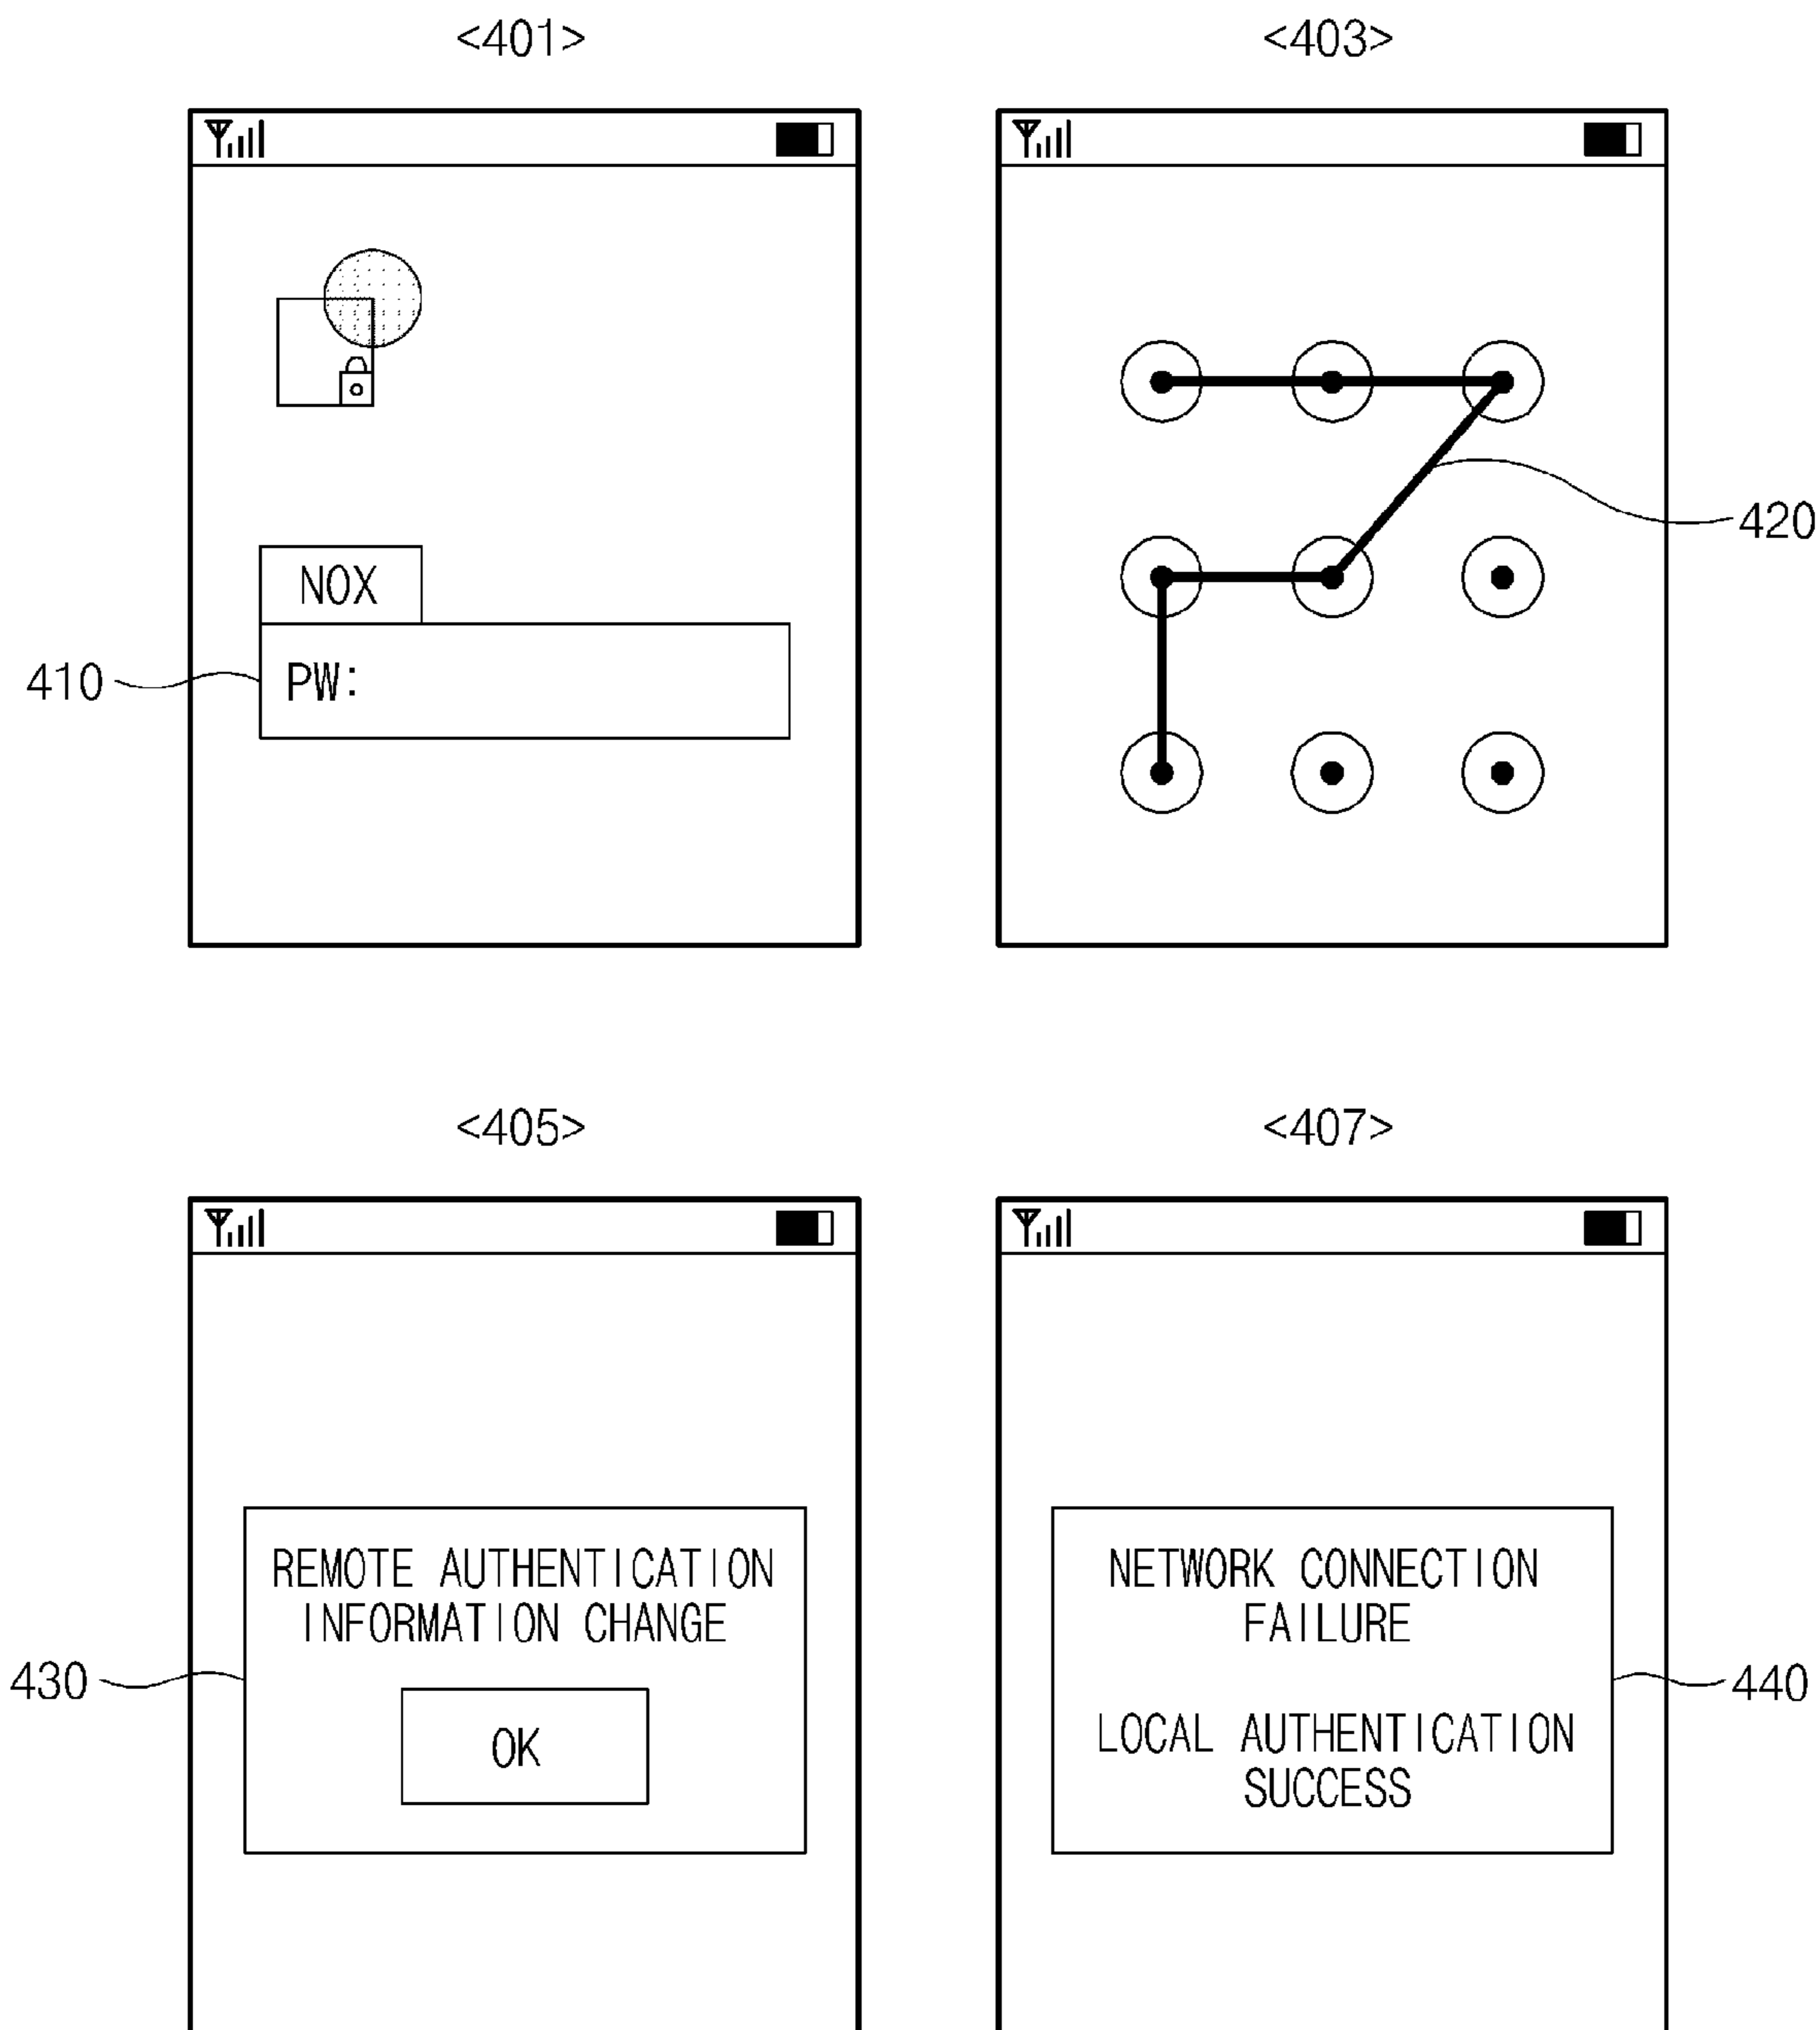 <401>
<403>
NOX
PW:
410
420
<405>
<407>
REMOTE AUTHENTICATION
INFORMATION CHANGE
OK
430
NETWORK CONNECTION
FAILURE
LOCAL AUTHENTICATION
SUCCESS
440